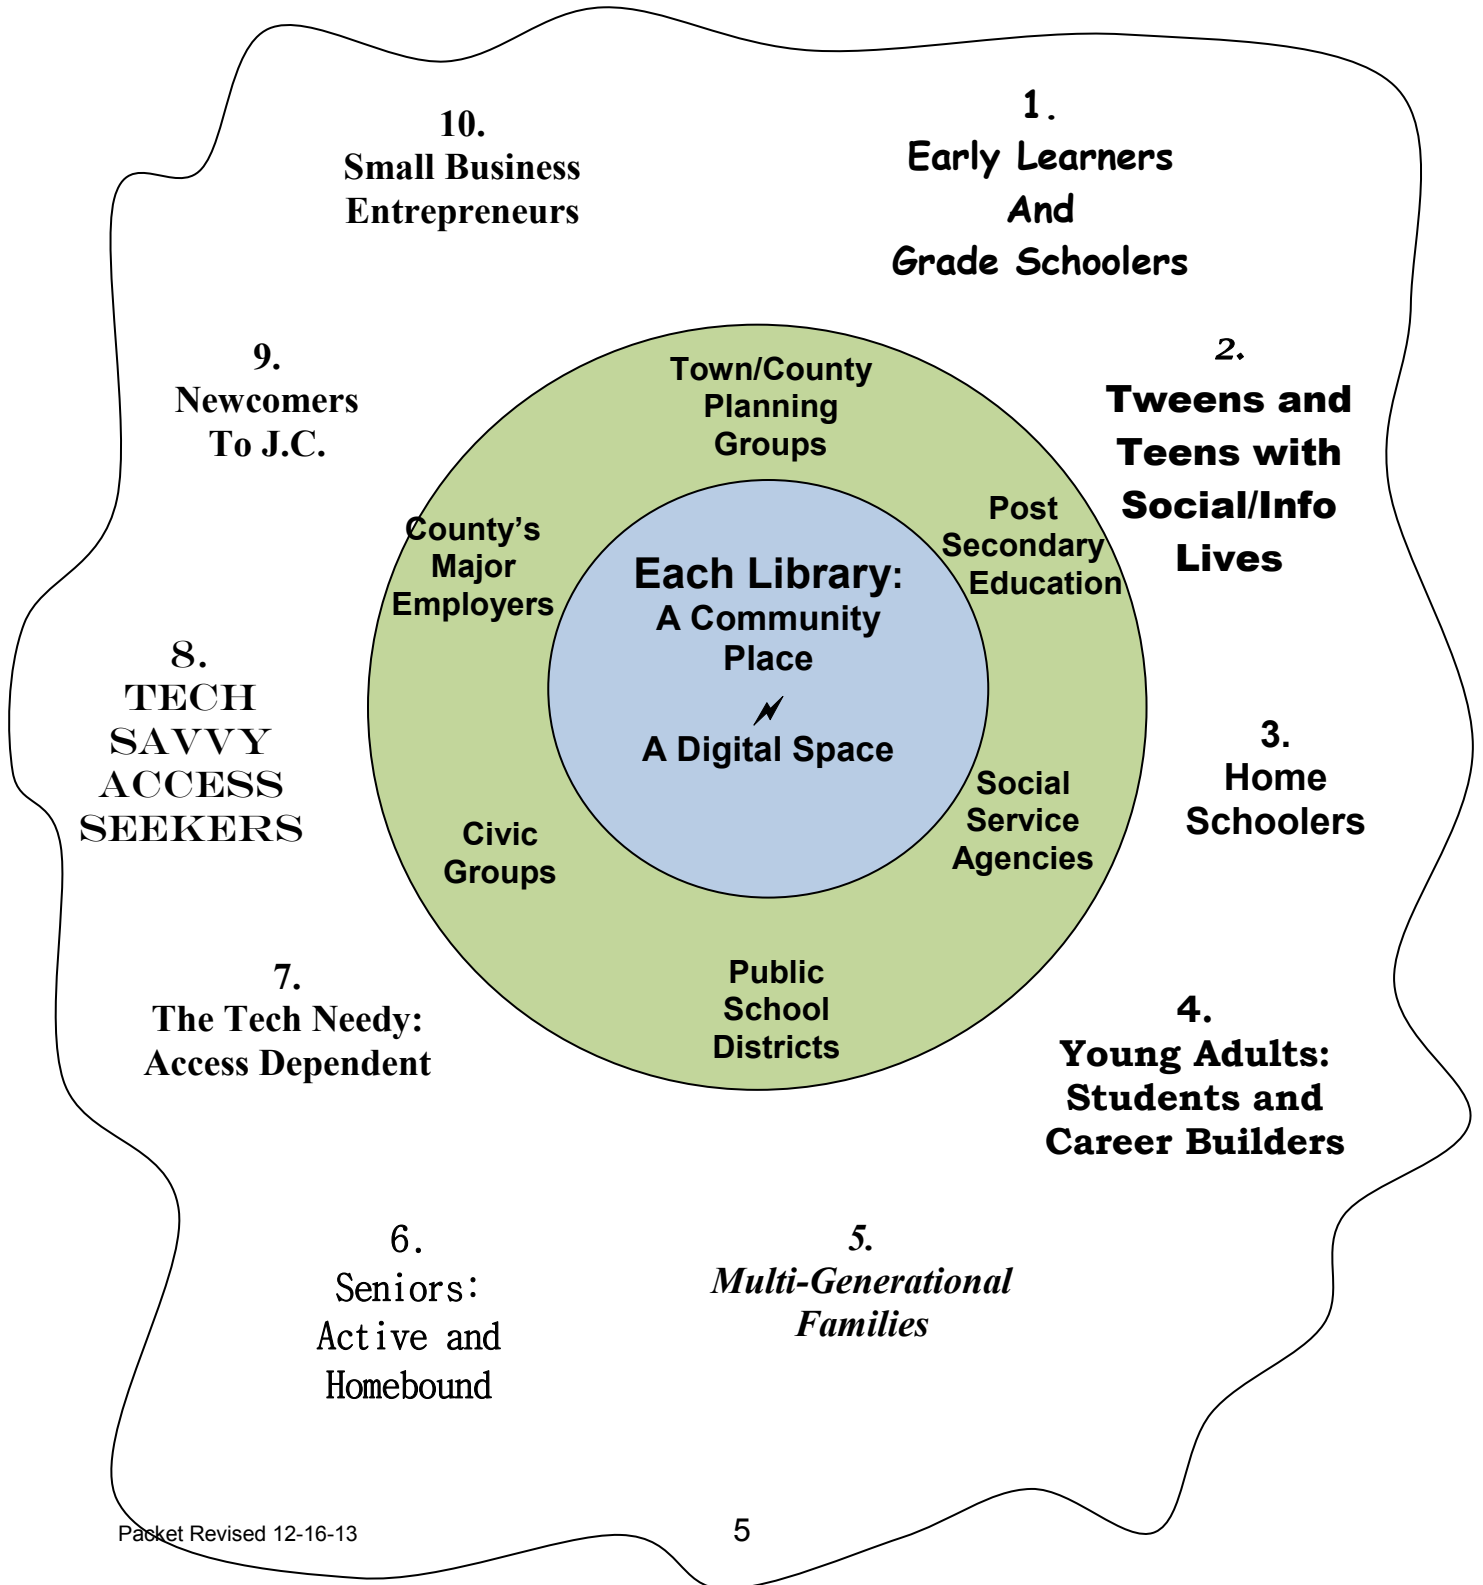 10.
Small Business
Entrepreneurs
1.
Early Learners
And
Grade Schoolers
9.
Newcomers
To J.C.
Town/County
Planning
Groups
2.
Tweens and
Teens with
Social/Info
Lives
County’s
Major
Employers
Each Library:
A Community
Place
A Digital Space
Post
Secondary
Education
8.
TECH
SAVVY
ACCESS
SEEKERS
Civic
Groups
Social
Service
Agencies
3.
Home
Schoolers
7.
The Tech Needy:
Access Dependent
Public
School
Districts
4.
Young Adults:
Students and
Career Builders
6.
Seniors:
Active and
Homebound
5.
Multi-Generational
Families
Packet Revised 12-16-13
5